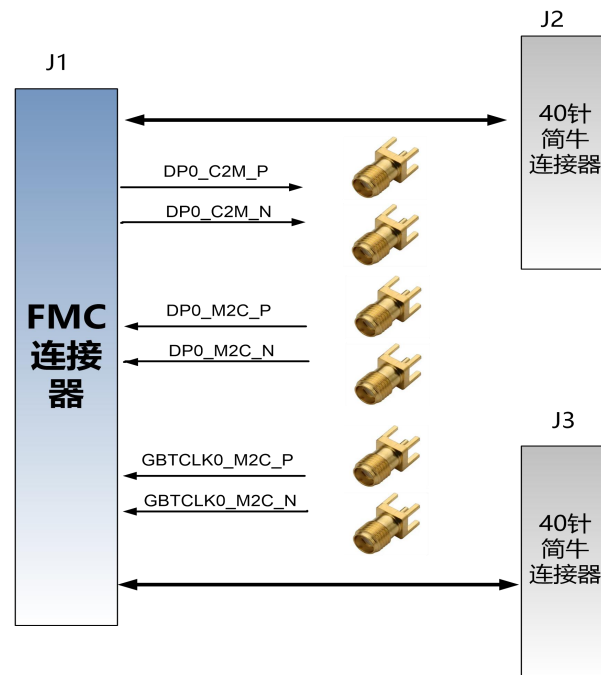 J1
J2
40针
简牛
连接器
DP0_C2M_P
DP0_C2M_N
FMC
连接
器
DP0_M2C_P
DP0_M2C_N
GBTCLK0_M2C_P
GBTCLK0_M2C_N
J3
40针
简牛
连接器